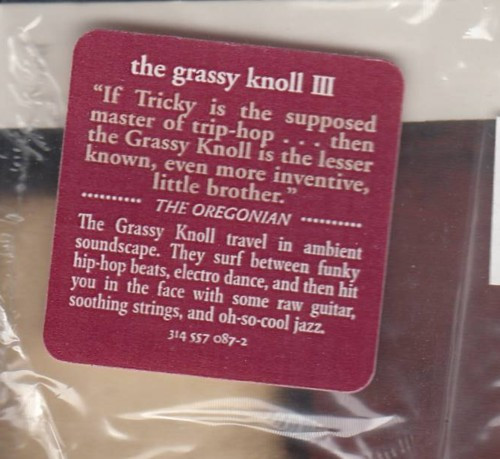 the grassy knoll III
“If Tricky is the supposed
master of trip-hop . . . then
the Grassy Knoll is the lesser
known, even more inventive,
little brother.”
........... THE OREGONIAN ...........
The Grassy Knoll travel in ambient
soundscape. They surf between funky
hip-hop beats, electro dance, and then hit
you in the face with some raw guitar,
soothing strings, and oh-so-cool jazz.
314 557 087-2